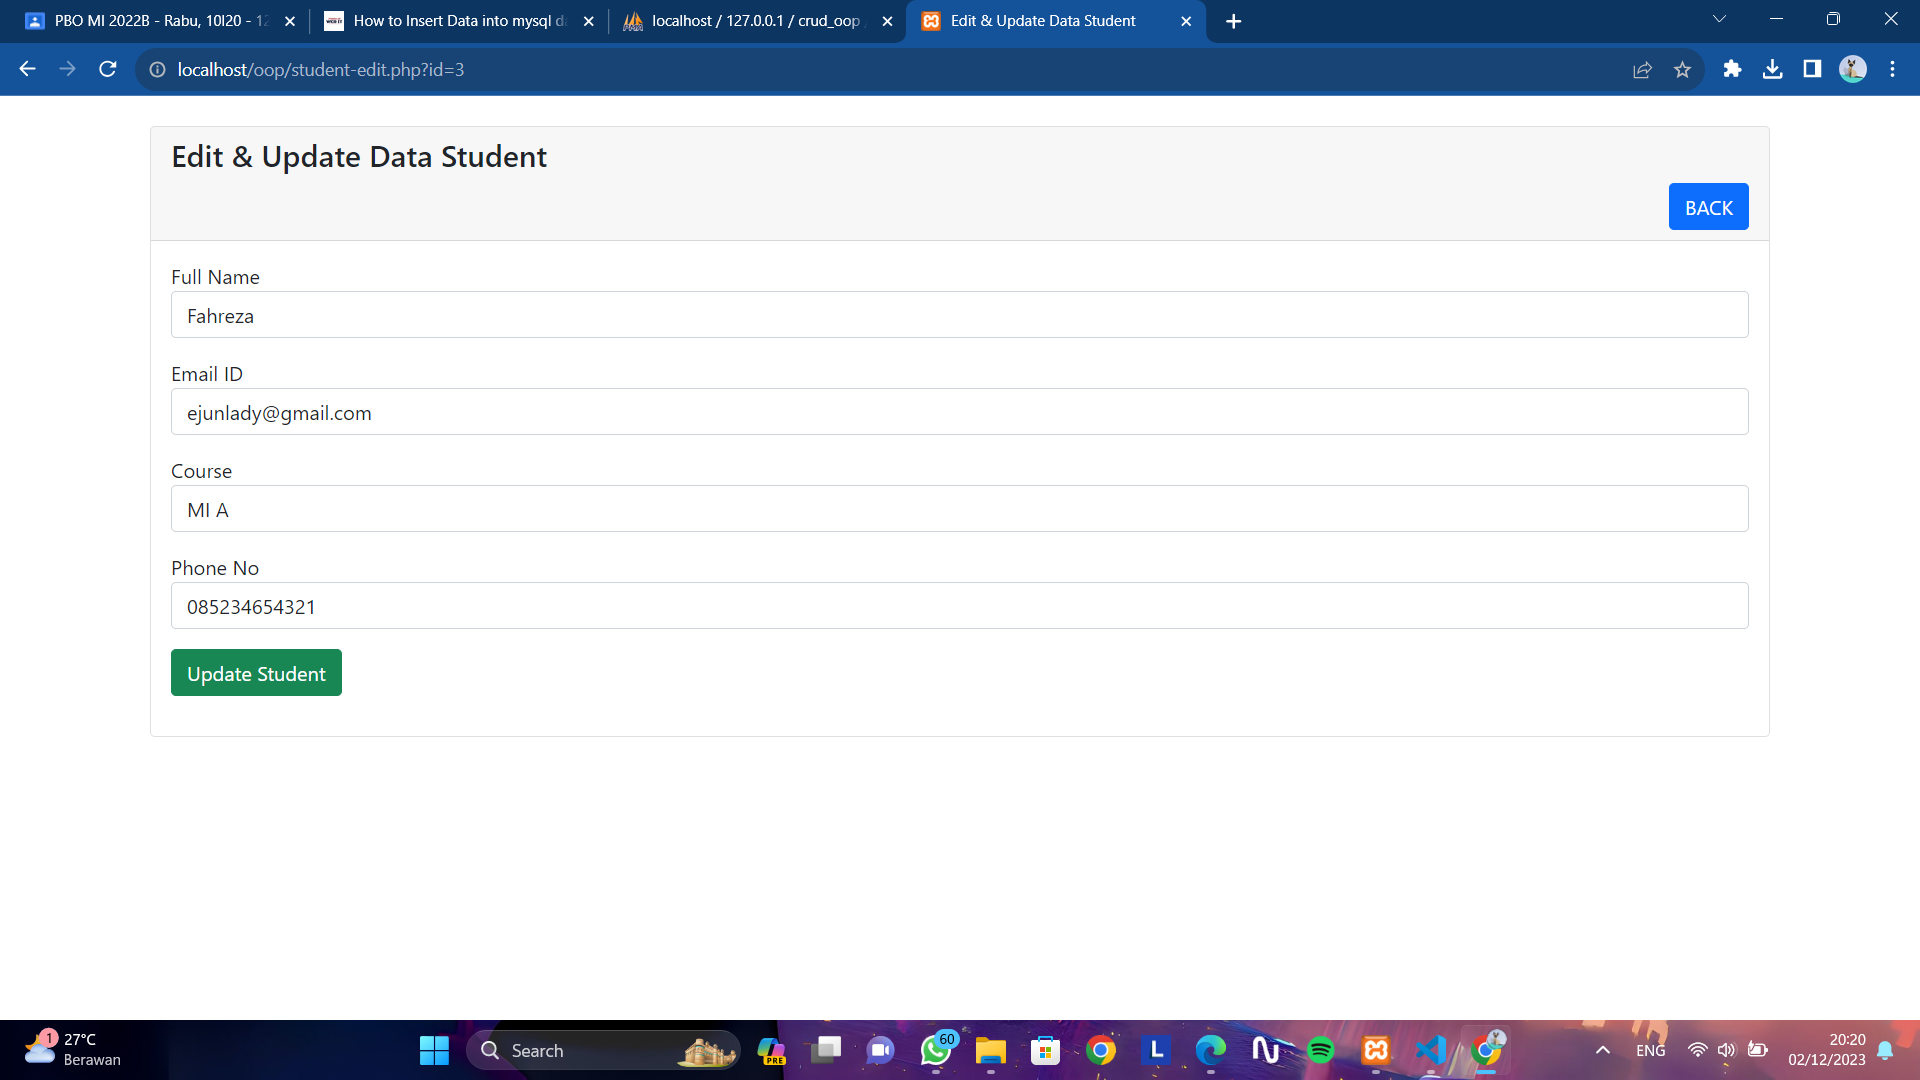 PBO MI 2022B - Rabu, 10l20 - 12
How to Insert Data into mysql da
localhost / 127.0.0.1 / crud_oop /
Edit & Update Data Student
localhost/oop/student-edit.php?id=3
Edit & Update Data Student
BACK
Full Name
Fahreza
Email ID
ejunlady@gmail.com
Course
MI A
Phone No
085234654321
Update Student
1
27°C
Berawan
Search
PRE
60
L
ENG
20:20
02/12/2023